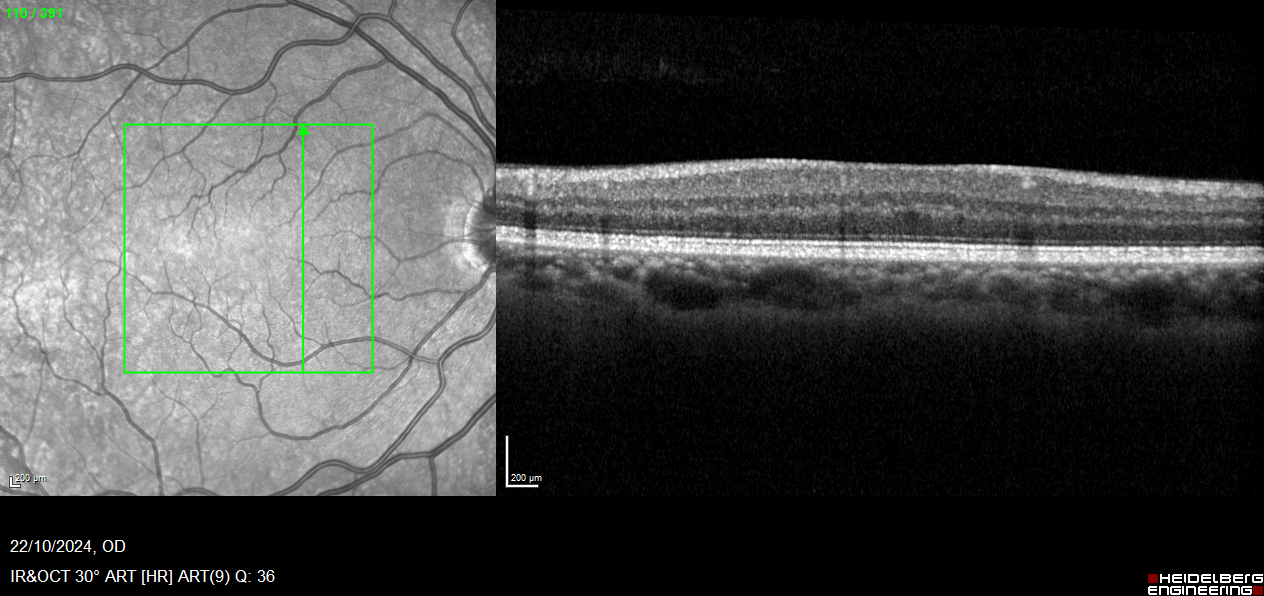 110 / 891
200 µm
200 µm
22/10/2024, OD
IR&OCT 30° ART [HR] ART(9) Q: 36
HEIDELBERG
ENGINEERING